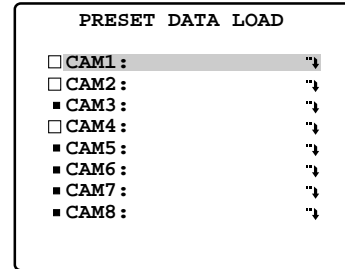 PRESET DATA LOAD
□ CAM1:
□ CAM2:
■ CAM3:
□ CAM4:
■ CAM5:
■ CAM6:
■ CAM7:
■ CAM8: